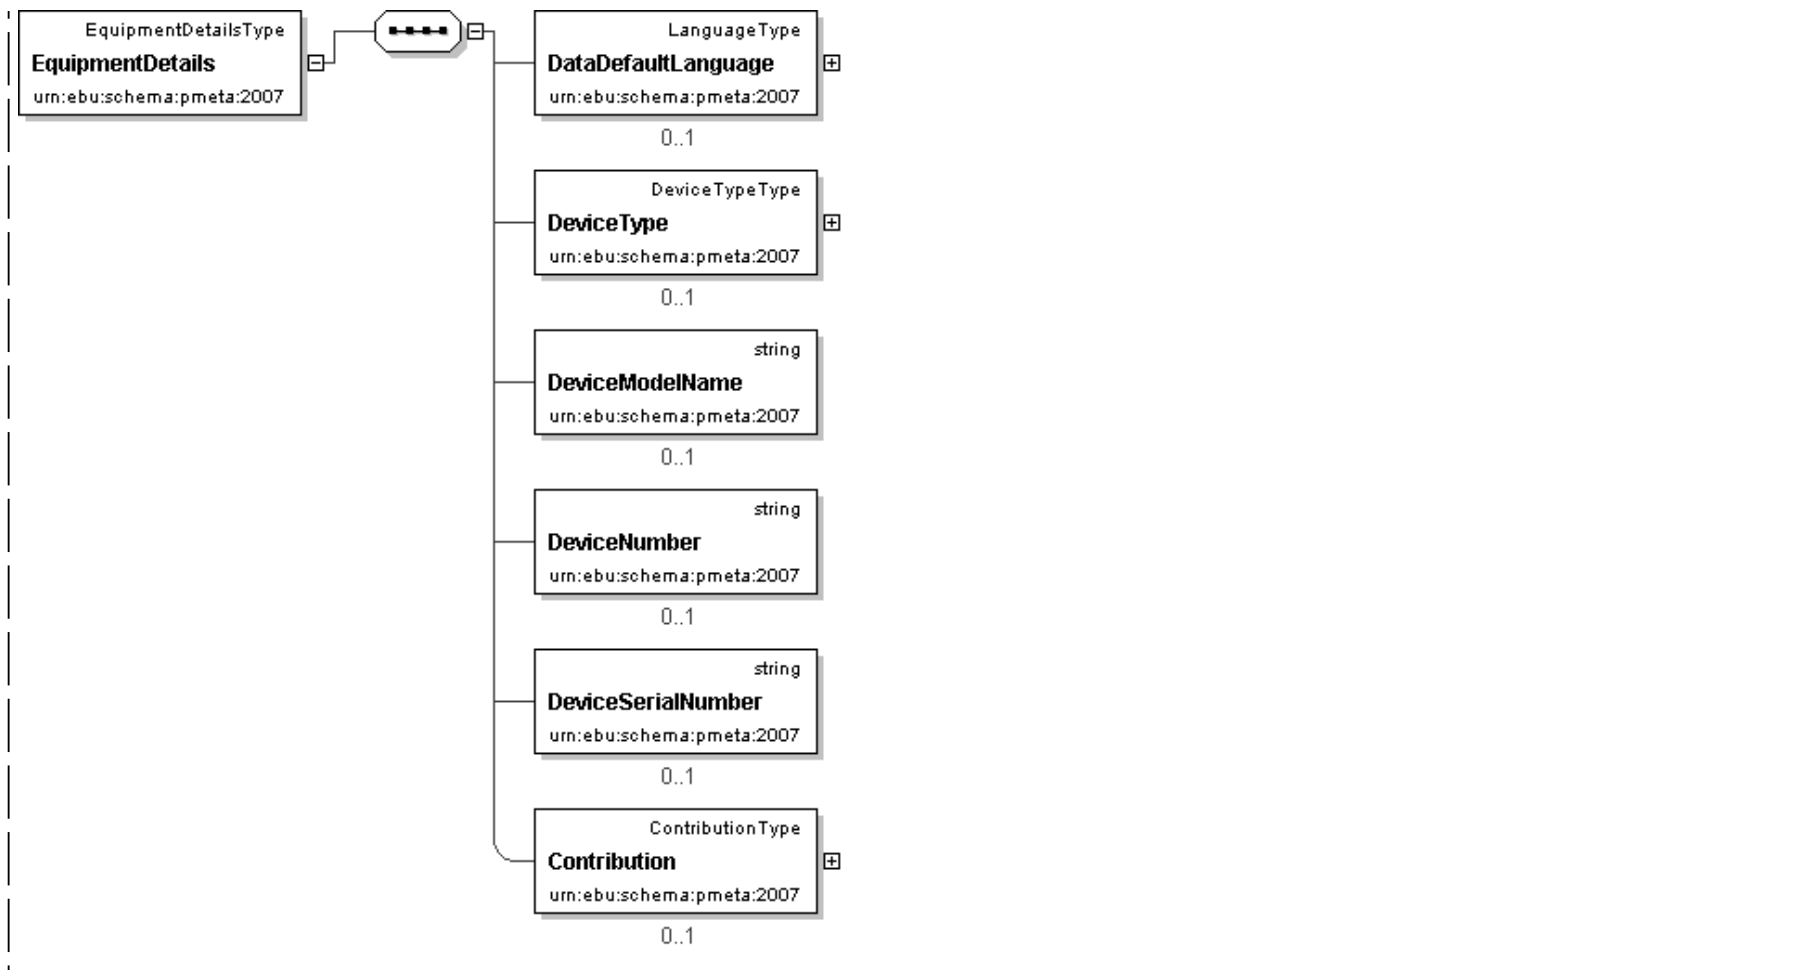 EquipmentDetailsType
EquipmentDetails
urn:ebu:schema:pmeta:2007
LanguageType
DataDefaultLanguage
urn:ebu:schema:pmeta:2007
0..1
DeviceTypeType
DeviceType
urn:ebu:schema:pmeta:2007
0..1
string
DeviceModelName
urn:ebu:schema:pmeta:2007
0..1
string
DeviceNumber
urn:ebu:schema:pmeta:2007
0..1
string
DeviceSerialNumber
urn:ebu:schema:pmeta:2007
0..1
ContributionType
Contribution
urn:ebu:schema:pmeta:2007
0..1